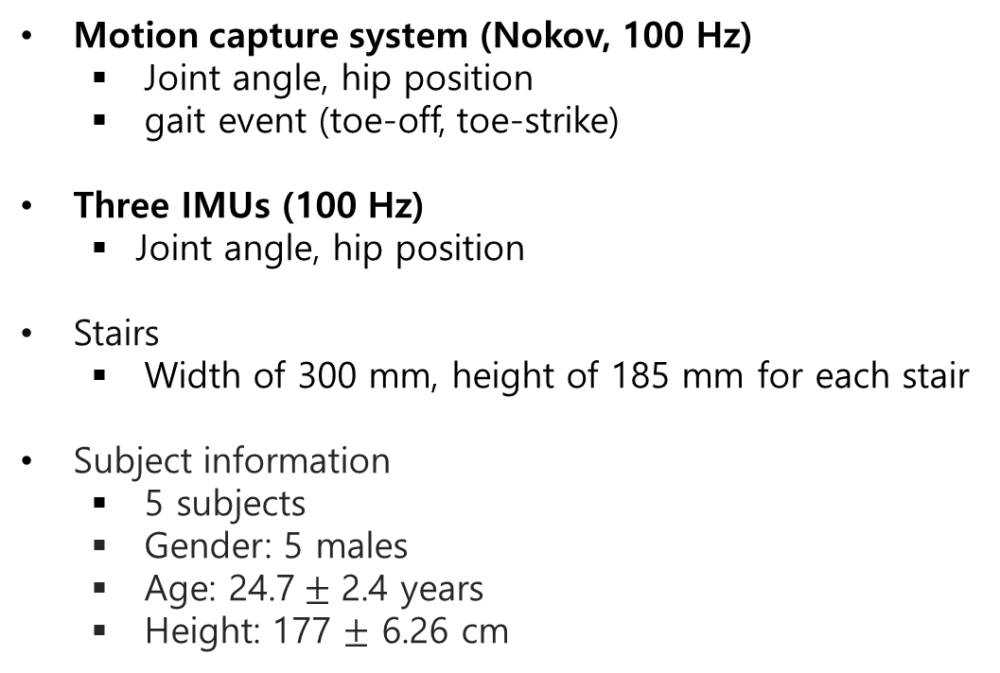 • Motion capture system (Nokov, 100 Hz)
▪ Joint angle, hip position
▪ gait event (toe-off, toe-strike)
• Three IMUs (100 Hz)
▪ Joint angle, hip position
• Stairs
▪ Width of 300 mm, height of 185 mm for each stair
• Subject information
▪ 5 subjects
▪ Gender: 5 males
▪ Age: 24.7 ± 2.4 years
▪ Height: 177 ± 6.26 cm